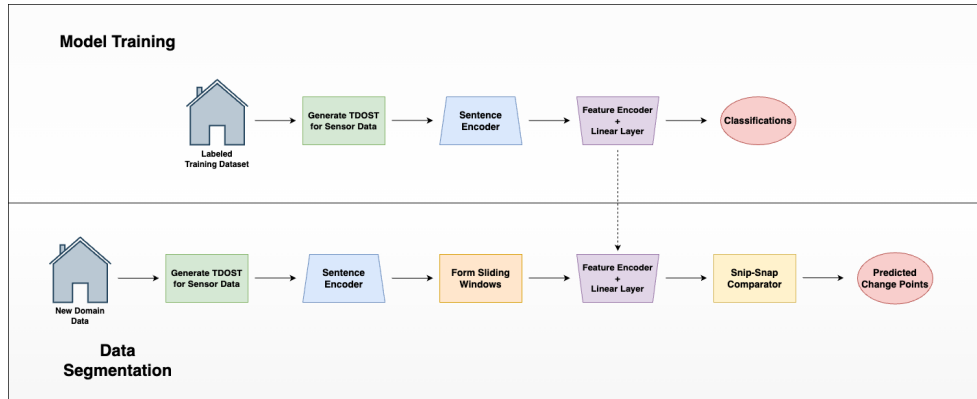 Model Training
Labeled
Training Dataset
Generate TDOST
for Sensor Data
Sentence
Encoder
Feature Encoder
+
Linear Layer
Classifications
New Domain
Data
Generate TDOST
for Sensor Data
Sentence
Encoder
Form Sliding
Windows
Feature Encoder
+
Linear Layer
Snip-Snap
Comparator
Predicted
Change Points
Data
Segmentation